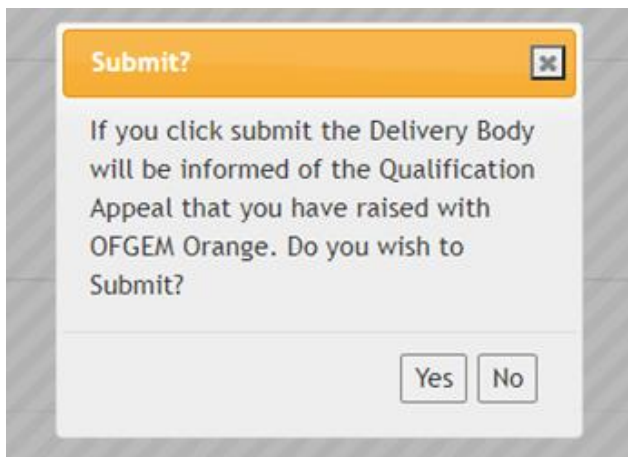 Submit?
If you click submit the Delivery Body
will be informed of the Qualification
Appeal that you have raised with
OFGEM Orange. Do you wish to
Submit?
Yes No